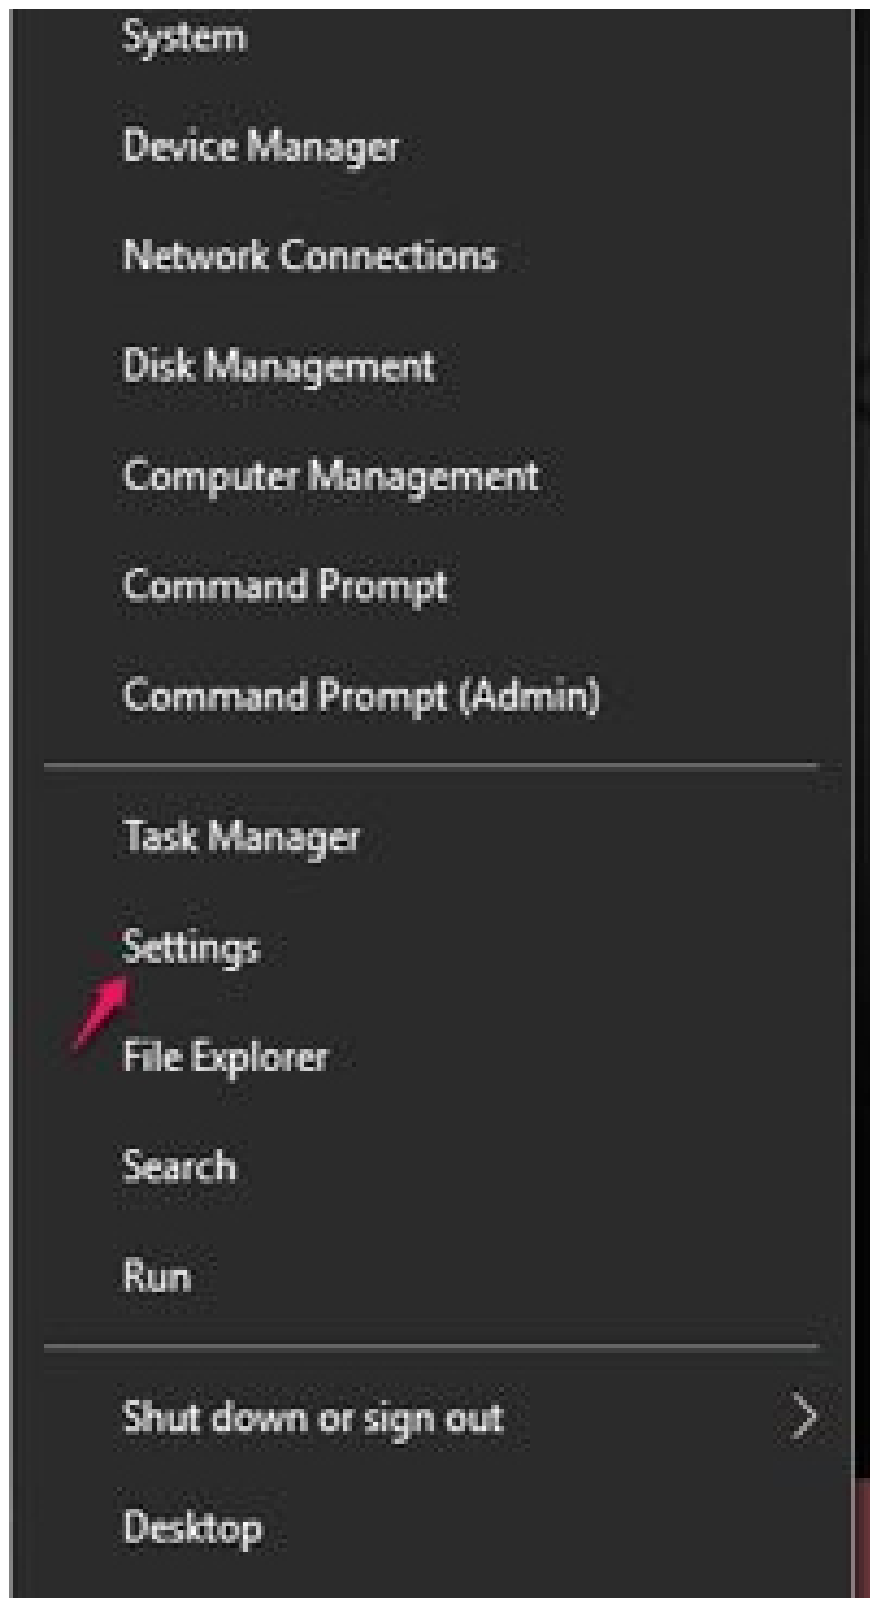 System
Device Manager
Network Connections
Disk Management
Computer Management
Command Prompt
Command Prompt (Admin)
Task Manager
Settings
File Explorer
Search
Run
Shut down or sign out
Desktop